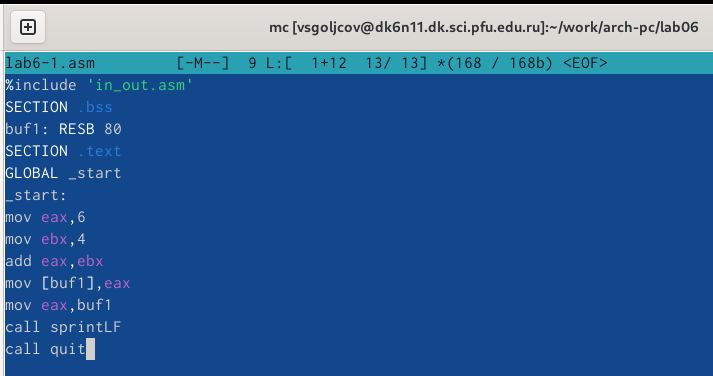 mc [vsgoljcov@dk6n11.dk.sci.pfu.edu.ru]:~/work/arch-pc/lab06
lab6-1.asm [-M--] 9 L:[ 1+12 13/ 13] *(168 / 168b) <EOF>
%include 'in_out.asm'
SECTION .bss
buf1: RESB 80
SECTION .text
GLOBAL _start
_start:
mov eax,6
mov ebx,4
add eax,ebx
mov [buf1],eax
mov eax,buf1
call sprintLF
call quit